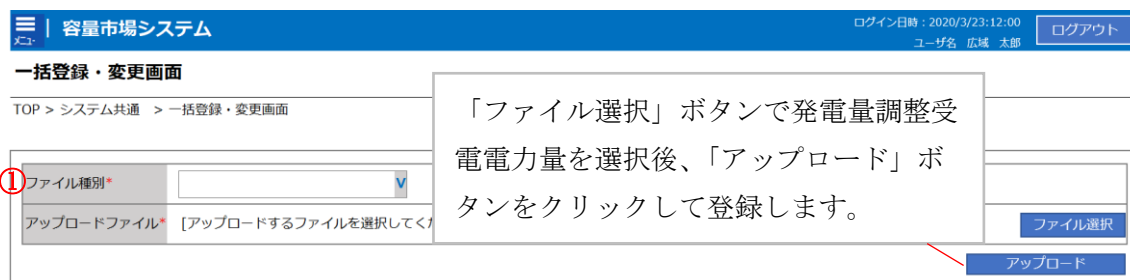 メニュー
容量市場システム
ログイン日時：2020/3/23:12:00
ユーザ名 広域 太郎
ログアウト
一括登録・変更画面
TOP > システム共通 > 一括登録・変更画面
「ファイル選択」ボタンで発電量調整受
電電力量を選択後、「アップロード」ボ
タンをクリックして登録します。
①
ファイル種別*
V
アップロードファイル* [アップロードするファイルを選択してくだ
ファイル選択
アップロード